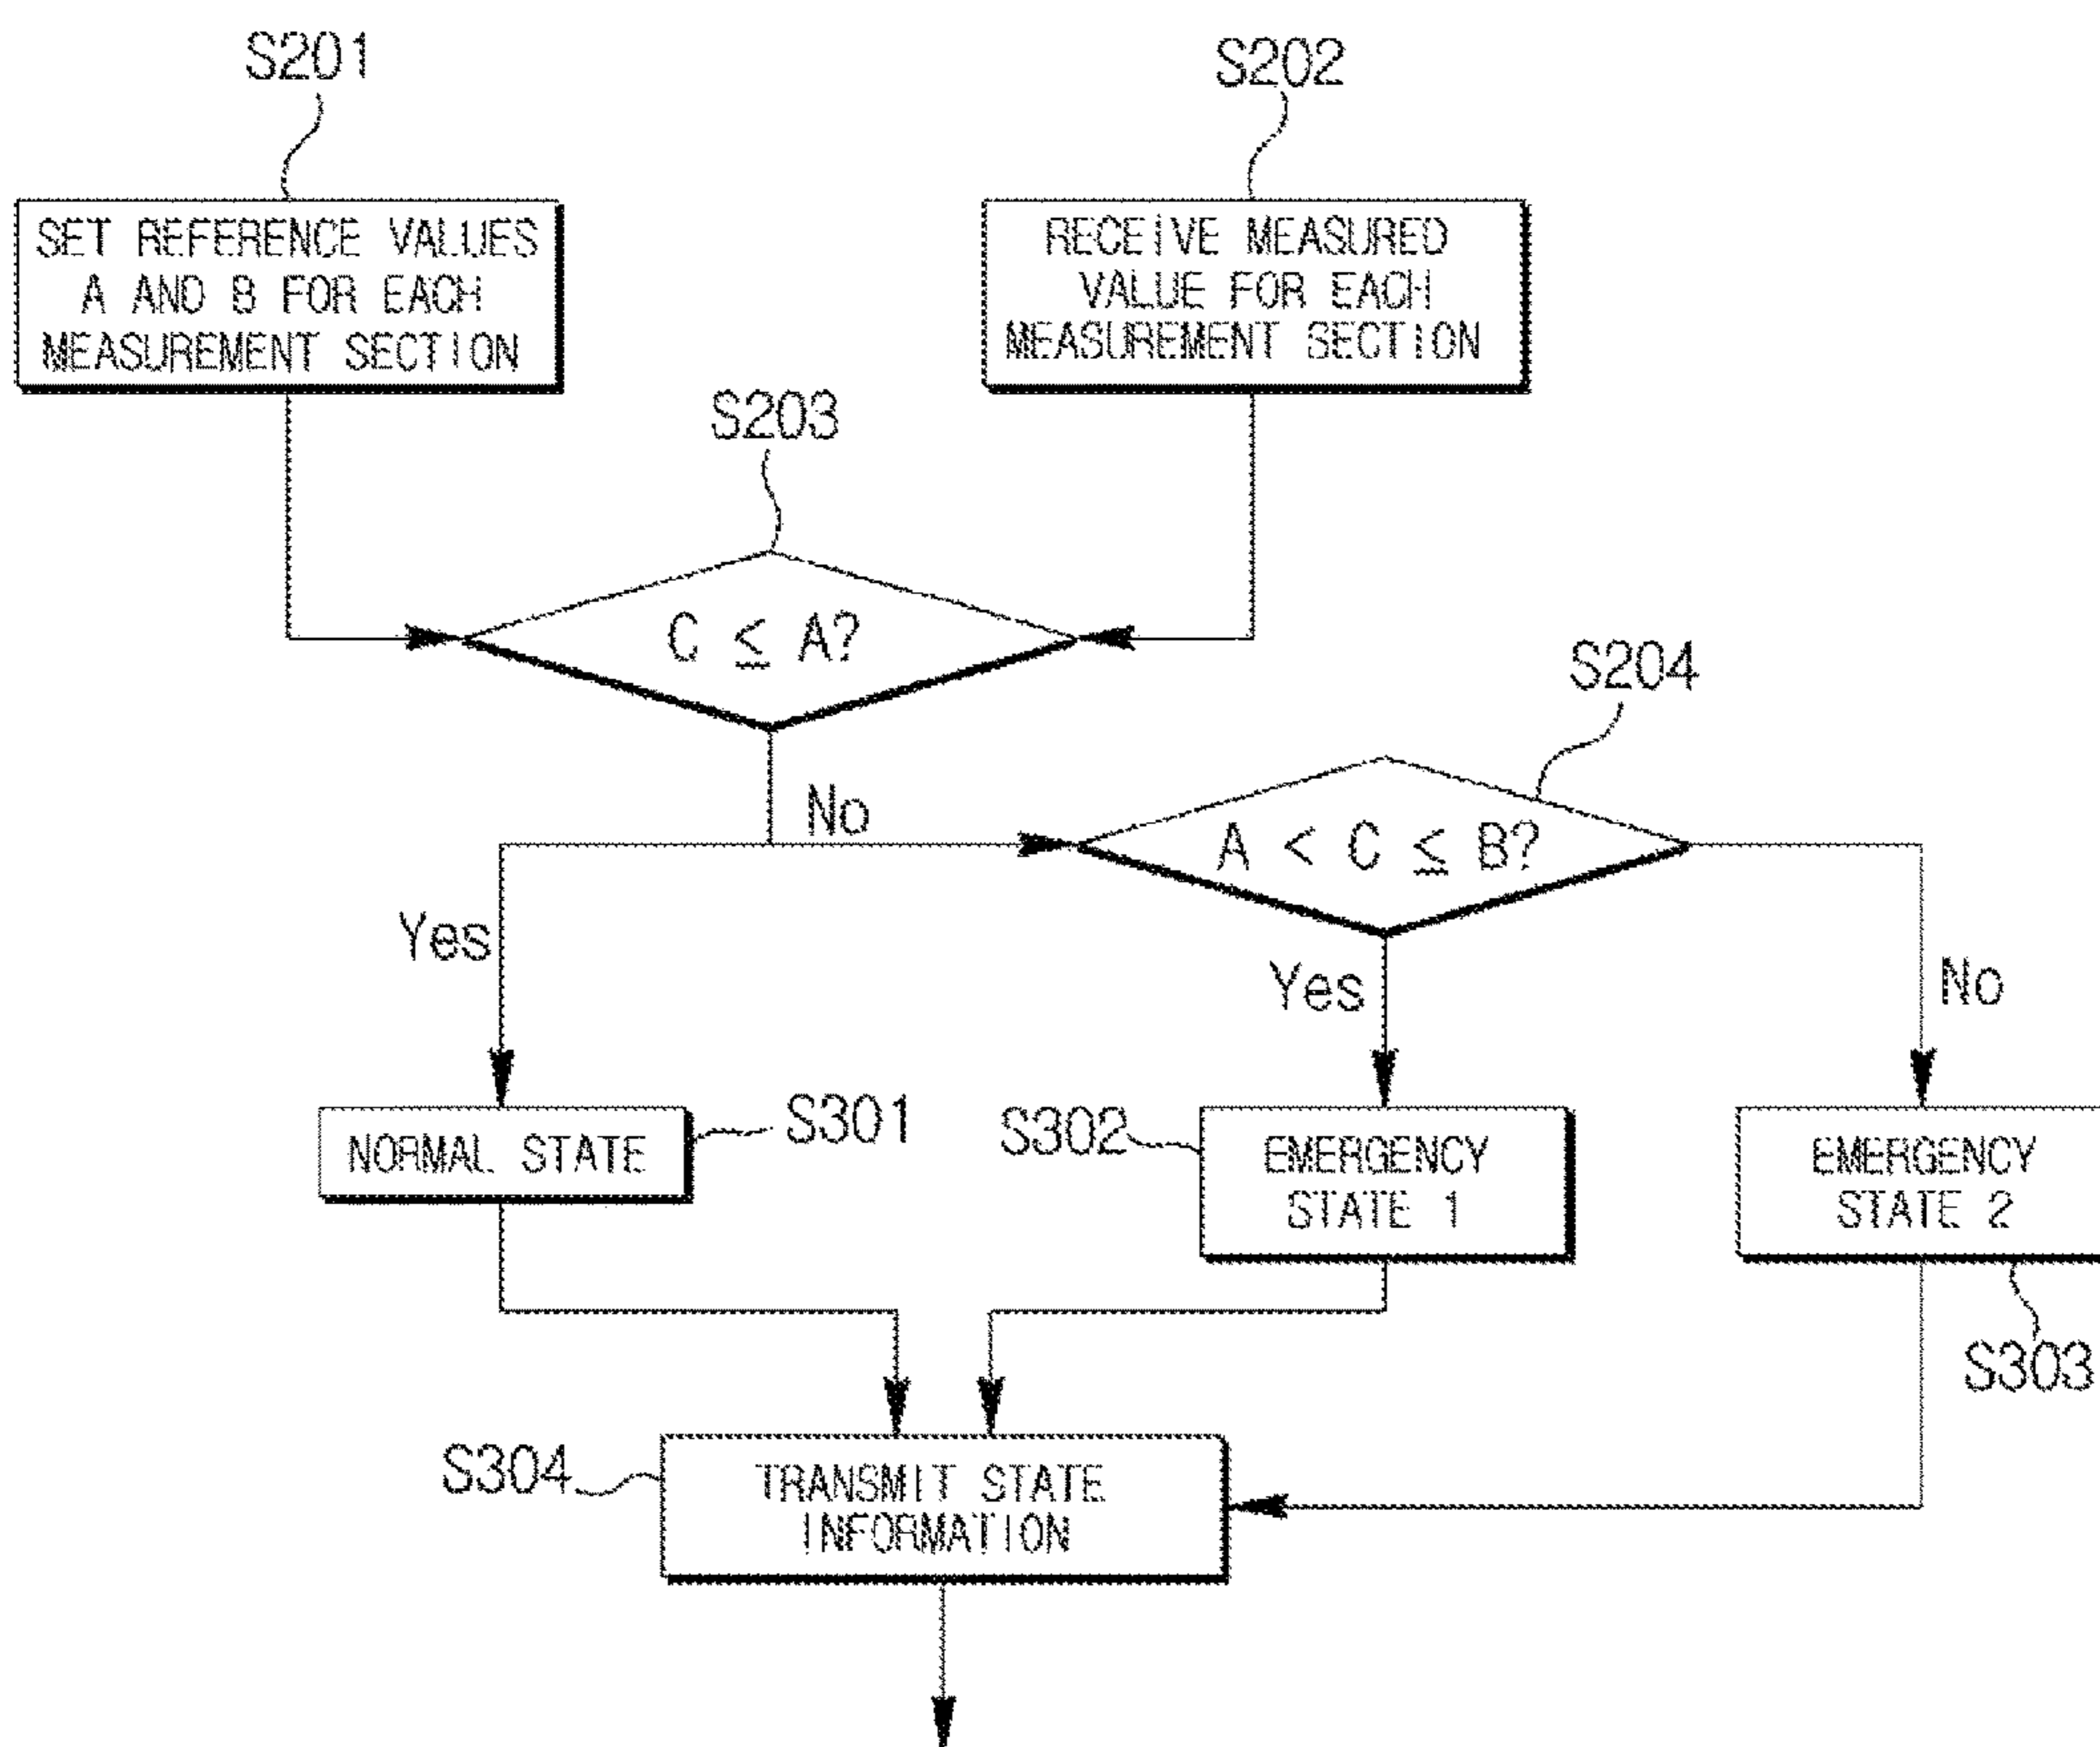 S201
S202
SET REFERENCE VALUES
A AND B FOR EACH
MEASUREMENT SECTION
RECEIVE MEASURED
VALUE FOR EACH
MEASUREMENT SECTION
S203
C ≤ A?
S204
No
A < C ≤ B?
Yes
Yes
No
NORMAL STATE
S301
S302
EMERGENCY
STATE 1
EMERGENCY
STATE 2
S303
S304
TRANSMIT STATE
INFORMATION